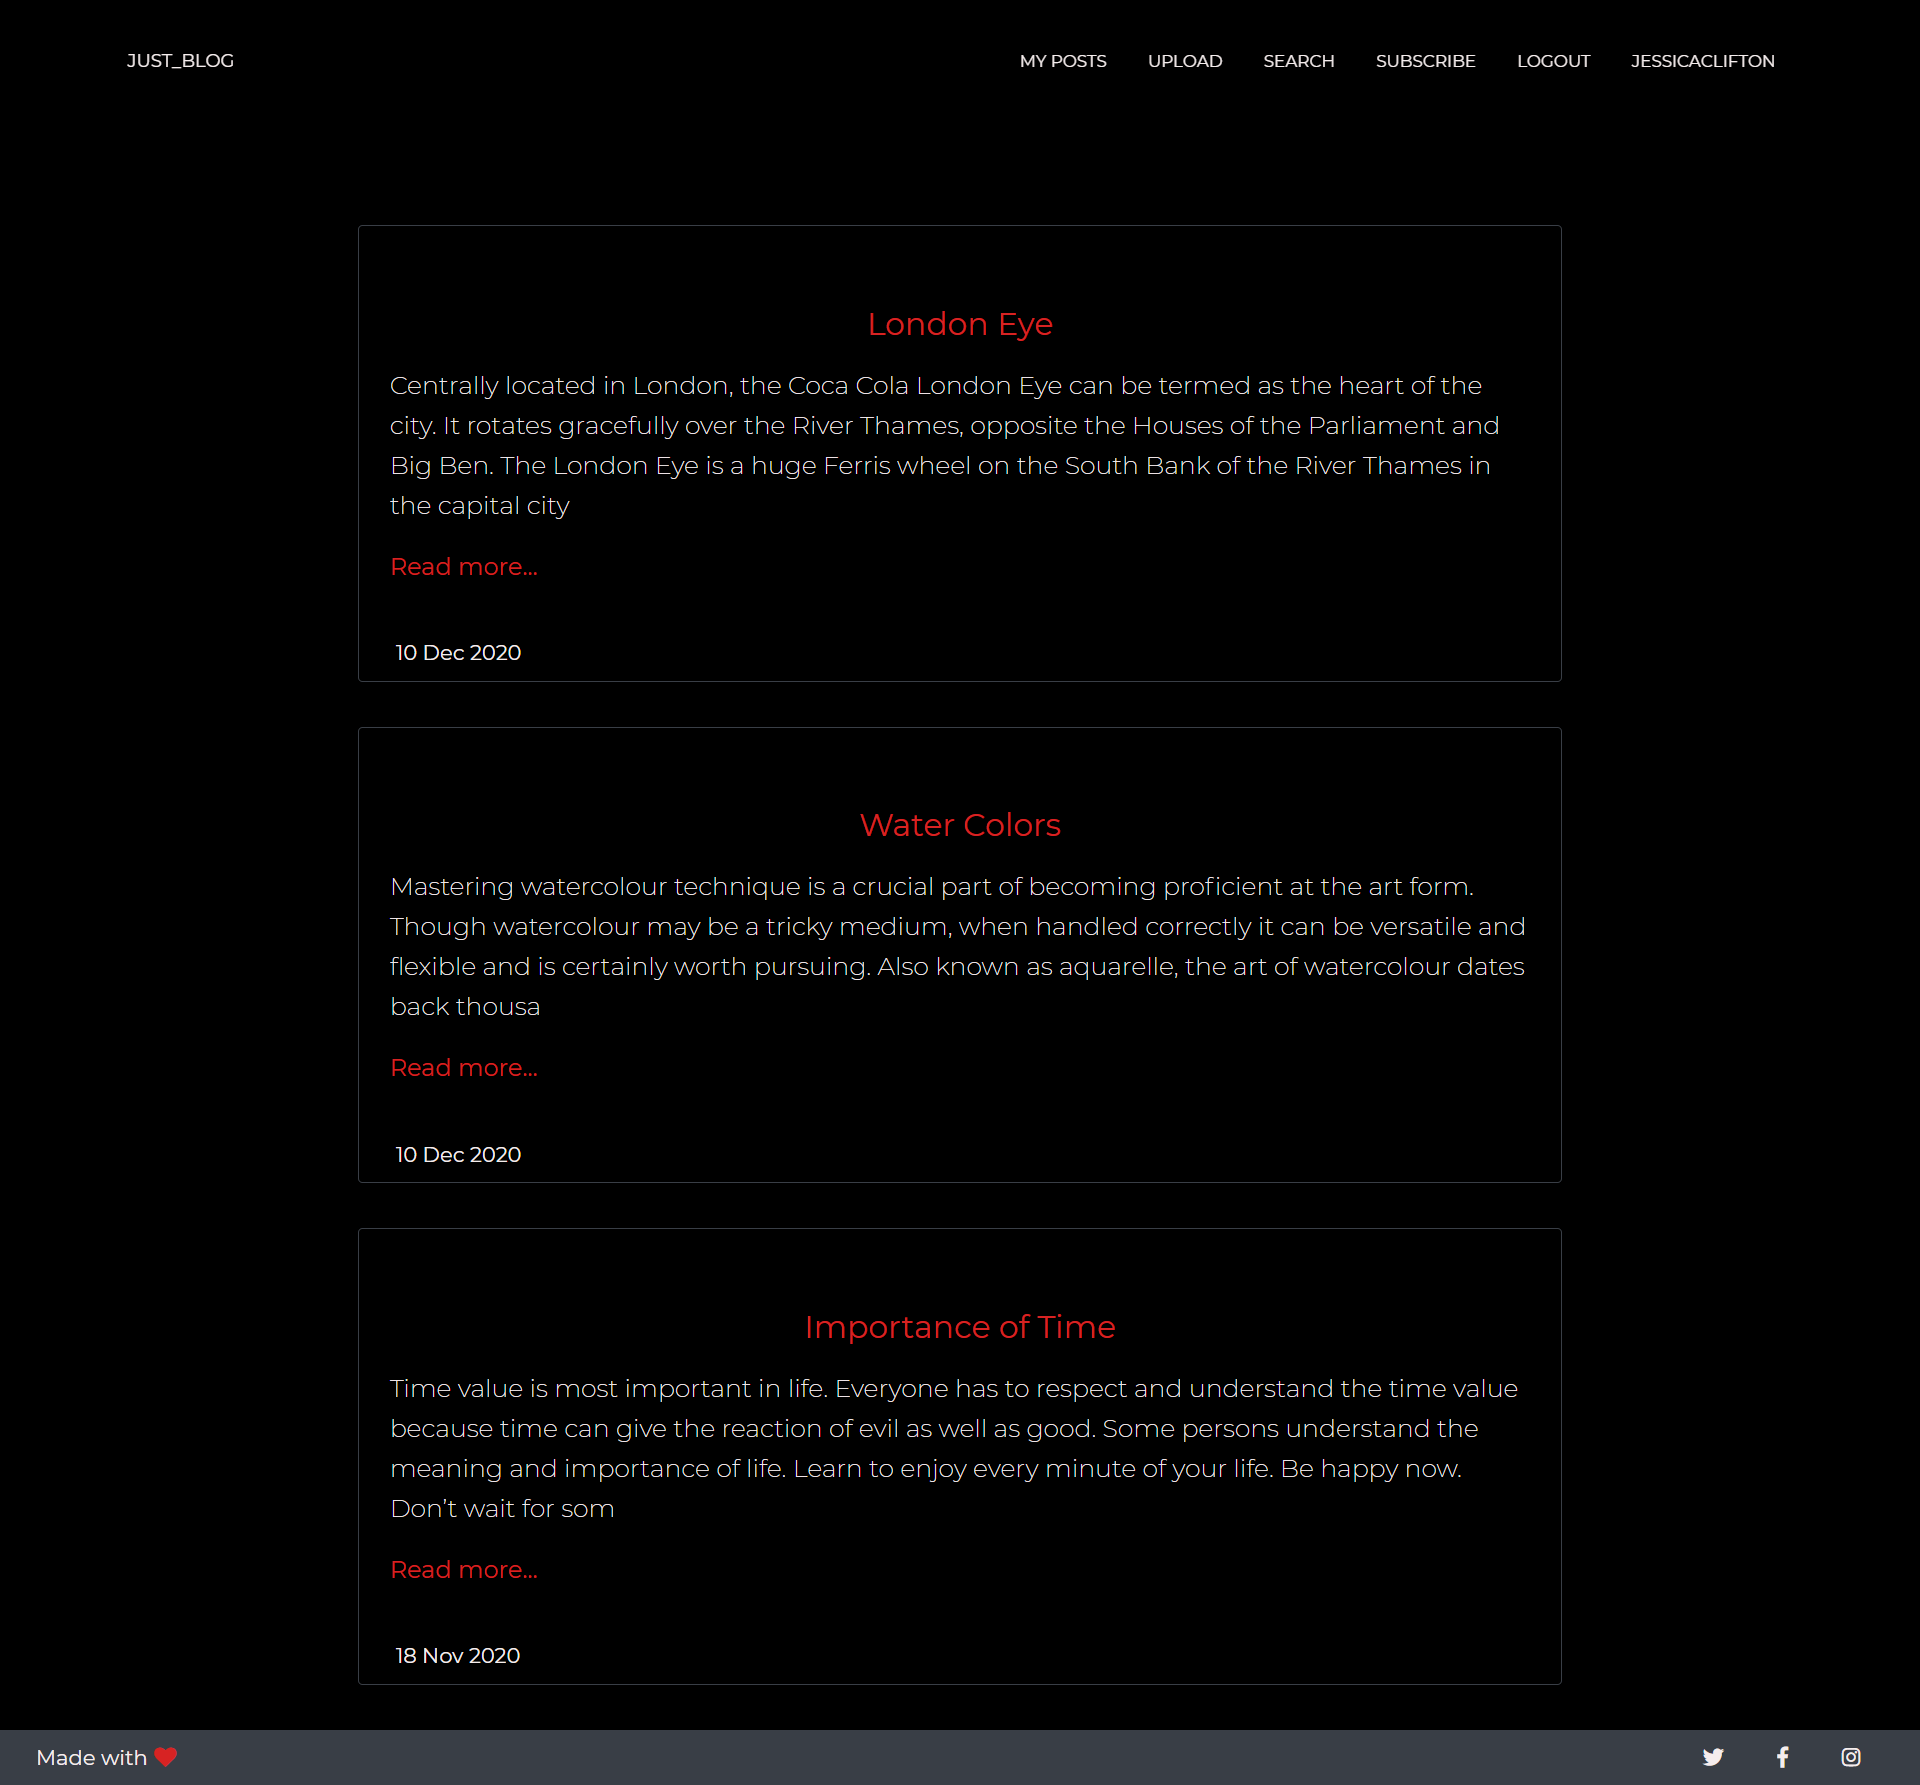 JUST_BLOG
MY POSTS UPLOAD SEARCH SUBSCRIBE LOGOUT JESSICACLIFTON
London Eye
Centrally located in London, the Coca Cola London Eye can be termed as the heart of the
city. It rotates gracefully over the River Thames, opposite the Houses of the Parliament and
Big Ben. The London Eye is a huge Ferris wheel on the South Bank of the River Thames in
the capital city
Read more...
10 Dec 2020
Water Colors
Mastering watercolour technique is a crucial part of becoming proficient at the art form.
Though watercolour may be a tricky medium, when handled correctly it can be versatile and
flexible and is certainly worth pursuing. Also known as aquarelle, the art of watercolour dates
back thousa
Read more...
10 Dec 2020
Importance of Time
Time value is most important in life. Everyone has to respect and understand the time value
because time can give the reaction of evil as well as good. Some persons understand the
meaning and importance of life. Learn to enjoy every minute of your life. Be happy now.
Don’t wait for som
Read more...
18 Nov 2020
Made with